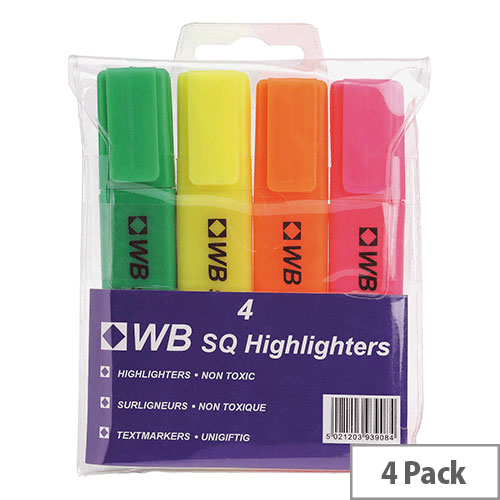 WB S
WB
WB
WB
4
WB SQ Highlighters
HIGHLIGHTERS • NON TOXIC
SURLIGNEURS • NON TOXIQUE
TEXTMARKERS • UNIGIFTIG
5 021203 939084
4 Pack